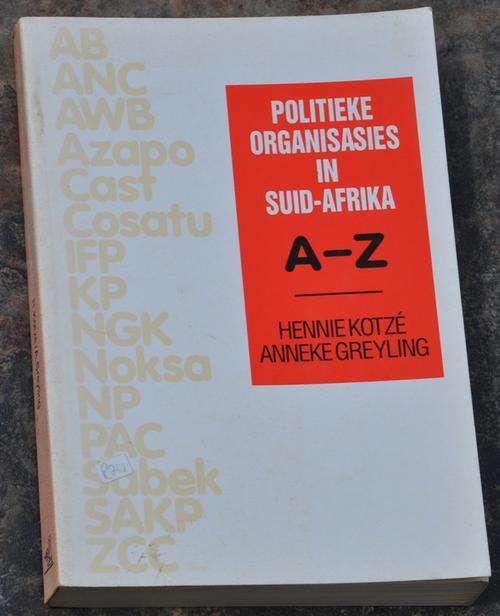 AB
ANC
AWB
Azapo
Cast
Cosatu
IFP
KP
NGK
Noksa
NP
PAC
Sabek
SAKP
ZCC
POLITIEKE
ORGANISASIES
IN
SUID-AFRIKA
A-Z
HENNIE KOTZÉ
ANNEKE GREYLING